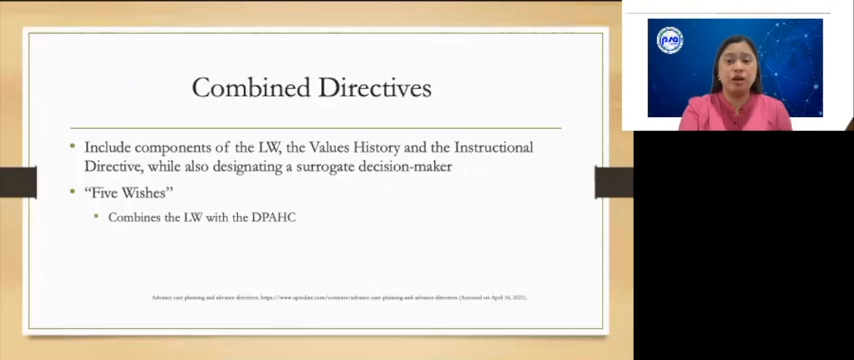 Combined Directives
• Include components of the LW, the Values History and the Instructional
Directive, while also designating a surrogate decision-maker
• “Five Wishes”
• Combines the LW with the DPAHC
Advance care planning and advance directives. https://www.uptodate.com/contents/advance-care-planning-and-advance-directives (Accessed on April 16, 2021).
psa